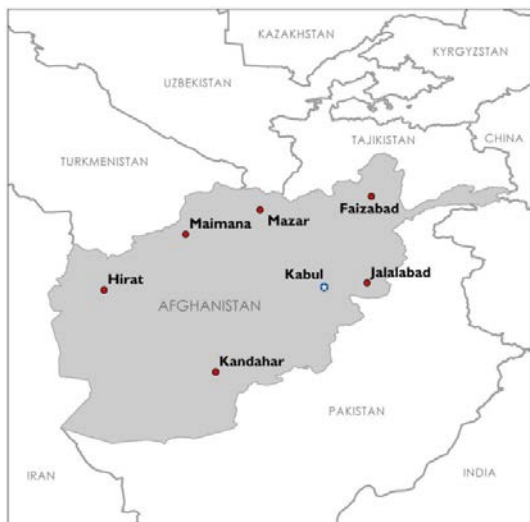 KAZAKHSTAN
KYRGYZSTAN
UZBEKISTAN
TAJIKISTAN
CHINA
TURKMENISTAN
Faizabad
Mazar
Maimana
Hirat
Kabul
Jalalabad
AFGHANISTAN
Kandahar
PAKISTAN
IRAN
INDIA